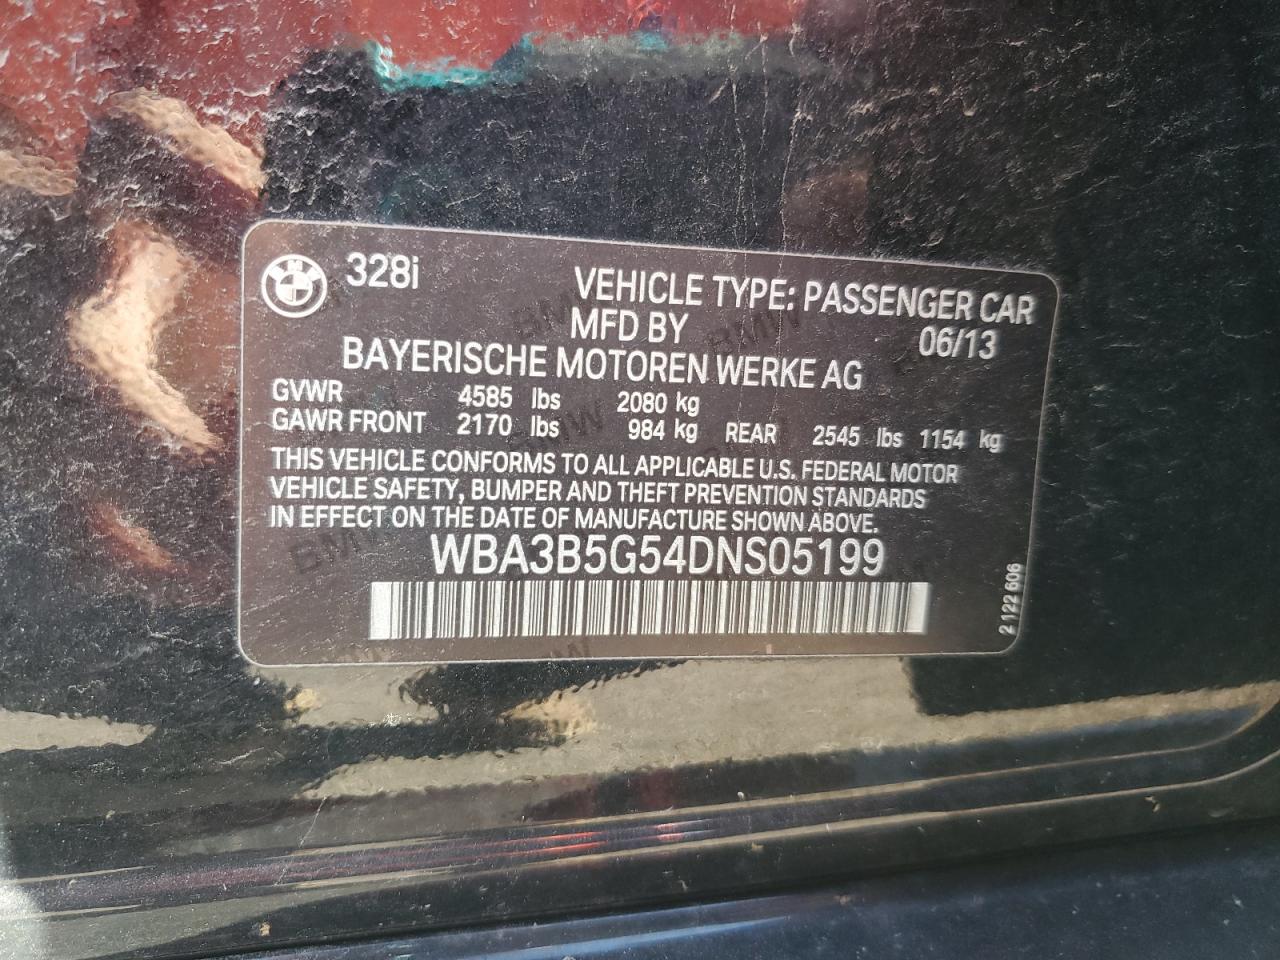 328i VEHICLE TYPE: PASSENGER CAR
MFD BY 06/13
BAYERISCHE MOTOREN WERKE AG
GVWR 4585 lbs 2080 kg
GAWR FRONT 2170 lbs 984 kg REAR 2545 lbs 1154 kg
THIS VEHICLE CONFORMS TO ALL APPLICABLE U.S. FEDERAL MOTOR
VEHICLE SAFETY, BUMPER AND THEFT PREVENTION STANDARDS
IN EFFECT ON THE DATE OF MANUFACTURE SHOWN ABOVE.
WBA3B5G54DNS05199
2 122 606